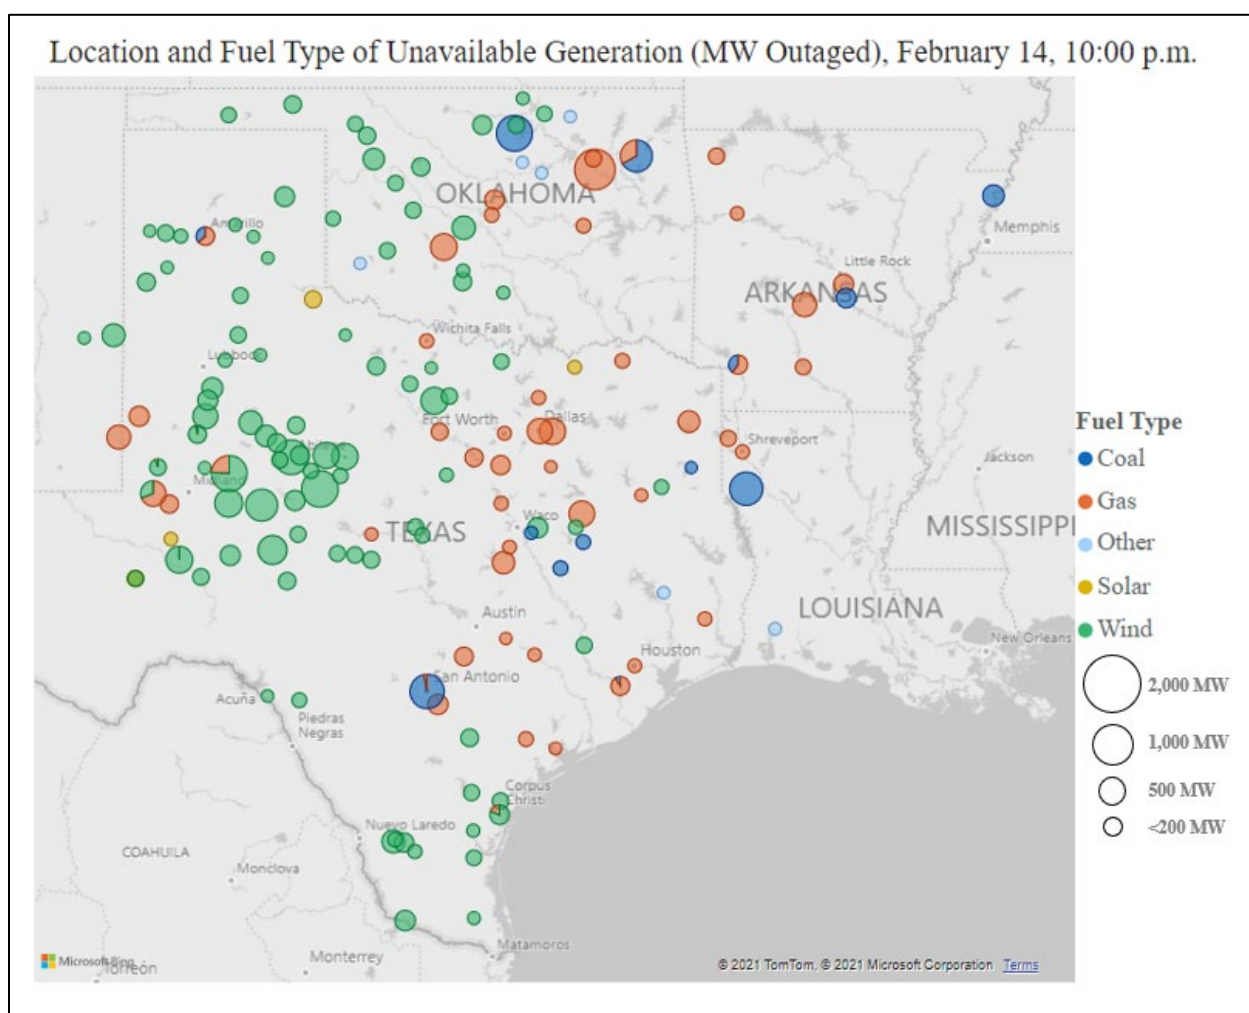 Location and Fuel Type of Unavailable Generation (MW Outaged), February 14, 10:00 p.m.
OKLAHOMA
Amarillo
Memphis
Little Rock
ARKANSAS
Wichita Falls
Lubbock
Fort Worth
Dallas
Shreveport
Jackson
Midland
Waco
TEXAS
MISSISSIPPI
LOUISIANA
Austin
New Orleans
Houston
San Antonio
Acuña
Piedras
Negras
Corpus
Christi
Nuevo Laredo
COAHUILA
Monclova
Matamoros
Monterrey
Torreón
Microsoft Bing
© 2021 TomTom, © 2021 Microsoft Corporation Terms
Fuel Type
Coal
Gas
Other
Solar
Wind
2,000 MW
1,000 MW
500 MW
<200 MW